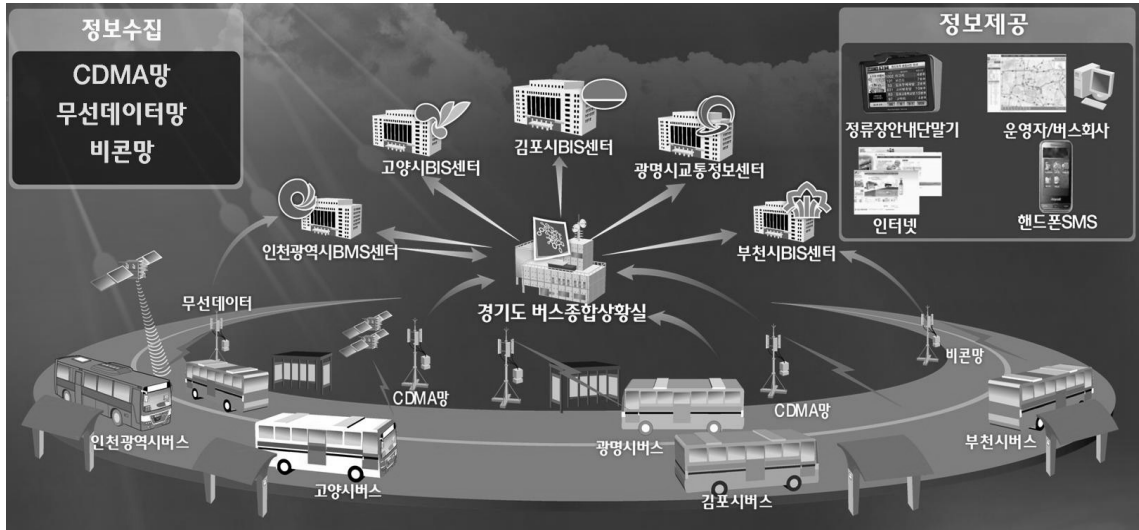 정보수집
CDMA망
무선데이터망
비콘망
정보제공
정류장안내단말기
운영자/버스회사
인터넷
핸드폰SMS
고양시BIS센터
김포시BIS센터
광명시교통정보센터
인천광역시BMS센터
부천시BIS센터
경기도 버스종합상황실
무선데이터
CDMA망
CDMA망
비콘망
인천광역시버스
고양시버스
광명시버스
김포시버스
부천시버스